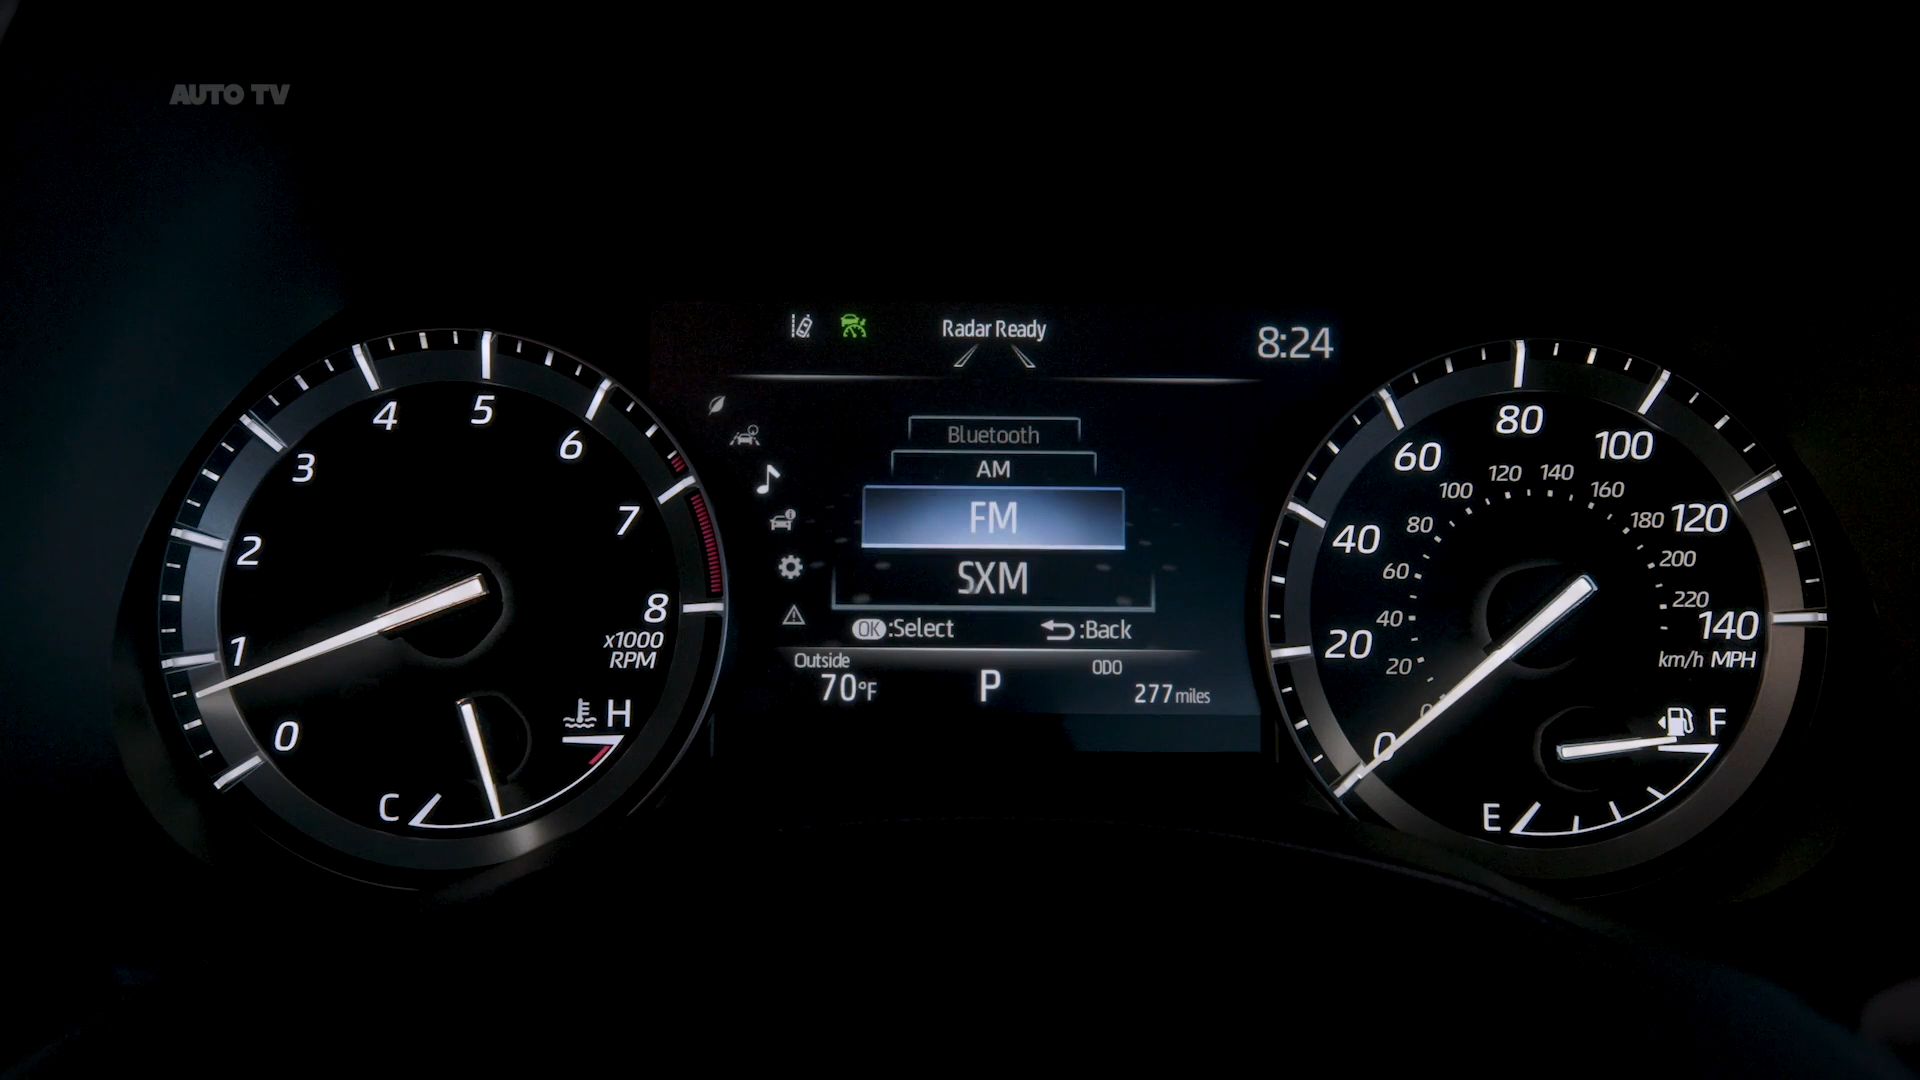 AUTO TV
Radar Ready
8:24
Bluetooth
AM
FM
SXM
OK :Select
:Back
Outside
70°F
P
ODO
277 miles
0
1
2
3
4
5
6
7
8
x1000
RPM
C
H
0
20
40
60
80
100
120
140
km/h MPH
0
20
40
60
80
100
120
140
160
180
200
220
E
F